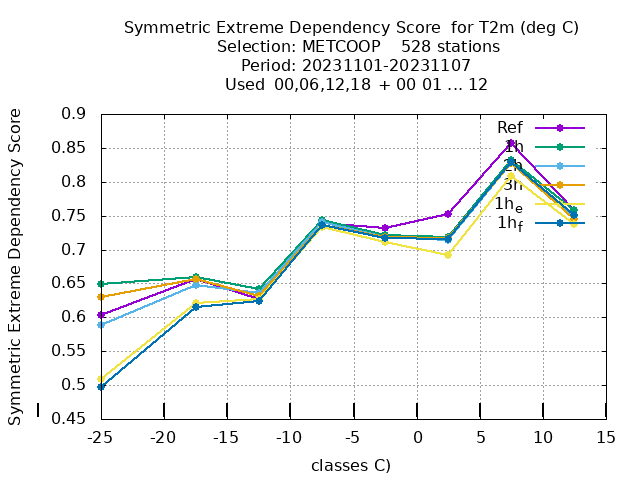 Symmetric Extreme Dependency Score for T2m (deg C)
Selection: METCOOP 528 stations
Period: 20231101-20231107
Used 00,06,12,18 + 00 01 ... 12
Symmetric Extreme Dependency Score
0.9
0.85
0.8
0.75
0.7
0.65
0.6
0.55
0.5
0.45
Ref
1h
2h
3h
1he
1hf
-25 -20 -15 -10 -5 0 5 10 15
classes C)